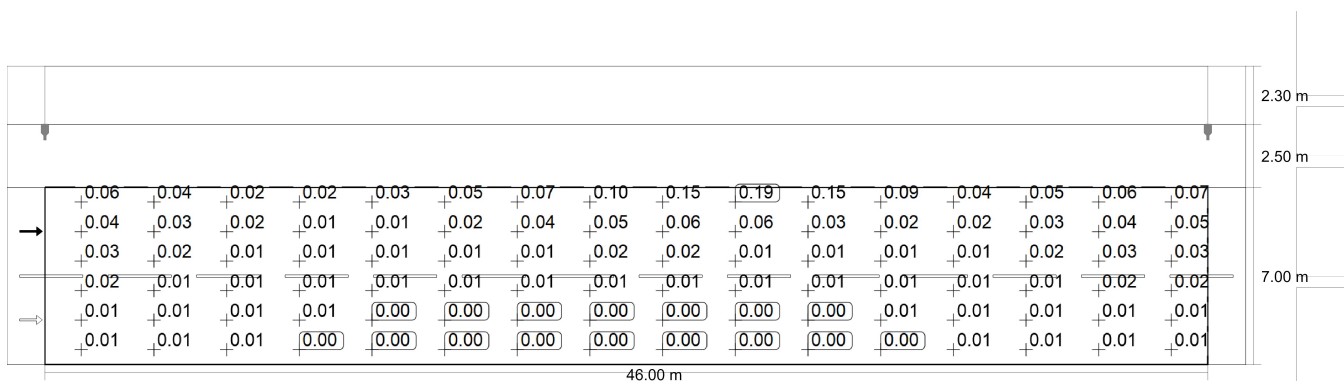 2.30 m
2.50 m
0.06 0.04 0.02 0.02 0.03 0.05 0.07 0.10 0.15 0.19 0.15 0.09 0.04 0.05 0.06 0.07
0.04 0.03 0.02 0.01 0.01 0.02 0.04 0.05 0.06 0.06 0.03 0.02 0.02 0.03 0.04 0.05
0.03 0.02 0.01 0.01 0.01 0.01 0.01 0.02 0.02 0.01 0.01 0.01 0.01 0.02 0.03 0.03
7.00 m
0.02 0.01 0.01 0.01 0.01 0.01 0.01 0.01 0.01 0.01 0.01 0.01 0.01 0.01 0.02 0.02
0.01 0.01 0.01 0.01 0.00 0.00 0.00 0.00 0.00 0.00 0.00 0.01 0.01 0.01 0.01 0.01
0.01 0.01 0.01 0.00 0.00 0.00 0.00 0.00 0.00 0.00 0.00 0.00 0.01 0.01 0.01 0.01
46.00 m